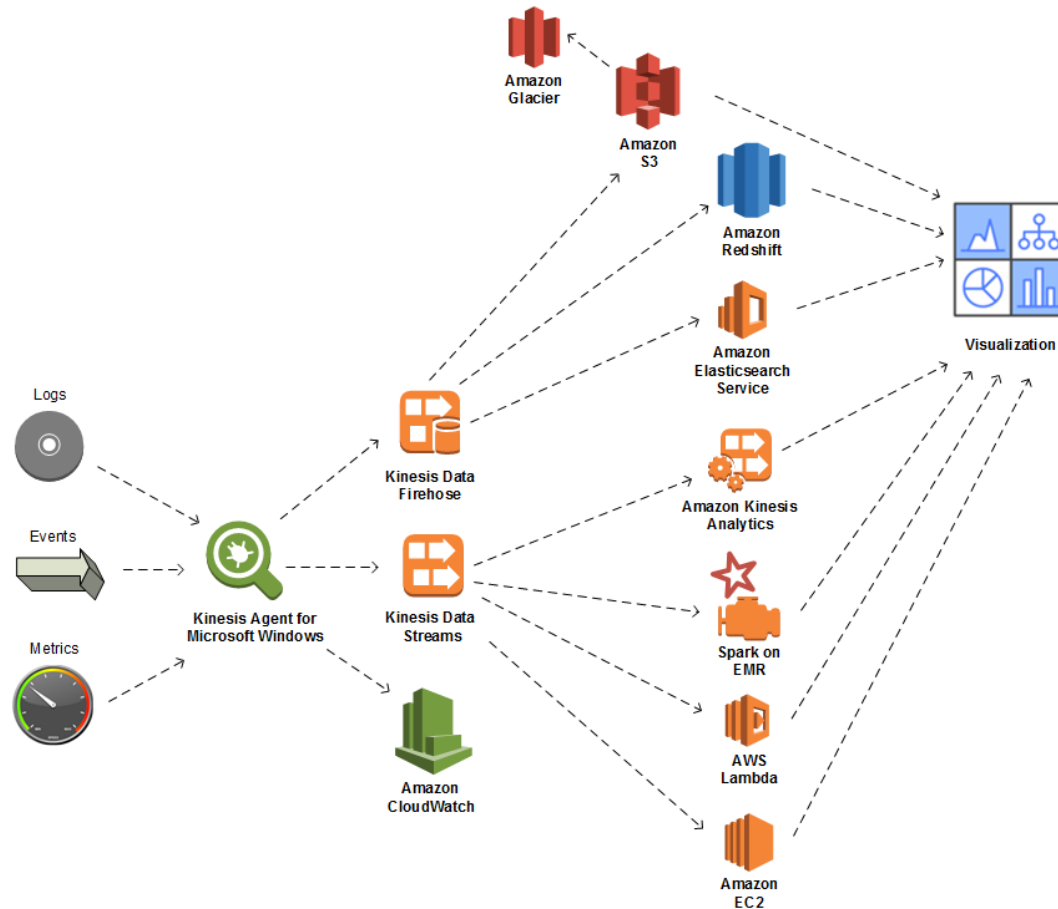 Amazon
Glacier
Amazon
S3
Amazon
Redshift
Visualization
Amazon
Elasticsearch
Service
Logs
Kinesis Data
Firehose
Amazon Kinesis
Analytics
Events
Kinesis Agent for
Microsoft Windows
Kinesis Data
Streams
Metrics
Spark on
EMR
Amazon
CloudWatch
AWS
Lambda
Amazon
EC2